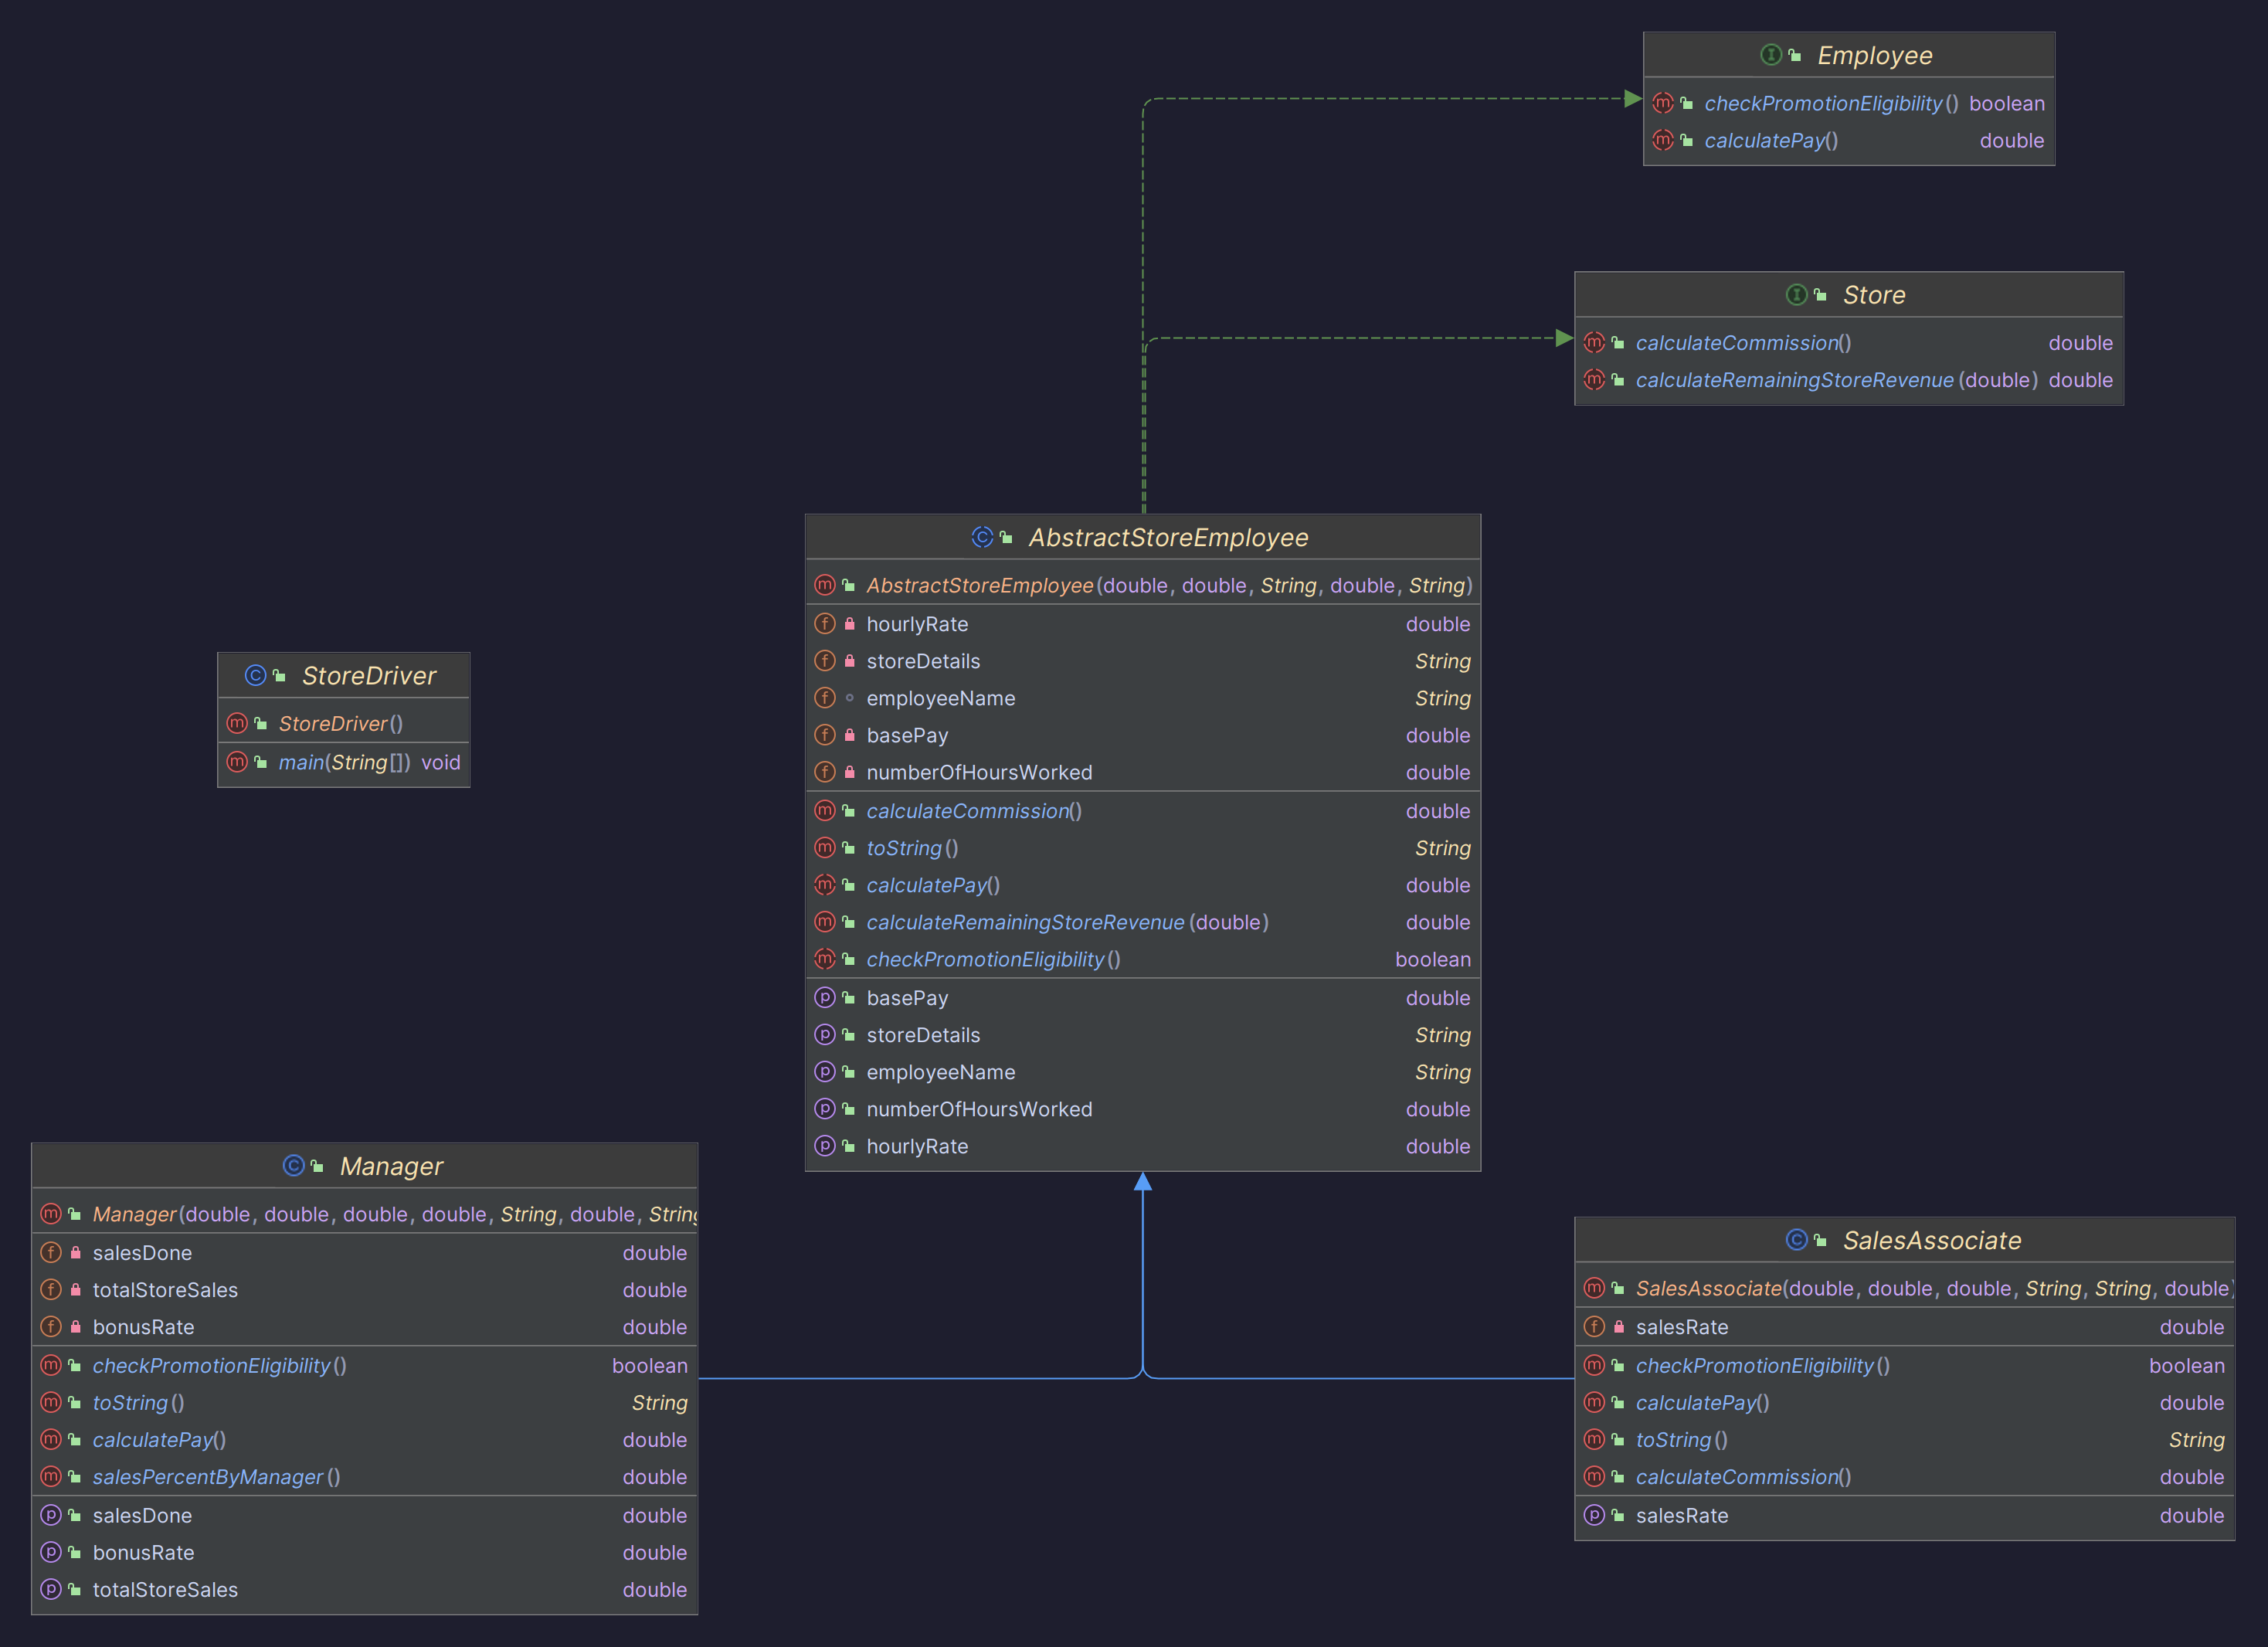 Employee
checkPromotionEligibility() boolean
calculatePay() double
Store
calculateCommission() double
calculateRemainingStoreRevenue(double) double
AbstractStoreEmployee
AbstractStoreEmployee(double, double, String, double, String)
hourlyRate double
storeDetails String
employeeName String
basePay double
numberOfHoursWorked double
calculateCommission() double
toString() String
calculatePay() double
calculateRemainingStoreRevenue(double) double
checkPromotionEligibility() boolean
basePay double
storeDetails String
employeeName String
numberOfHoursWorked double
hourlyRate double
StoreDriver
StoreDriver()
main(String[]) void
Manager
Manager(double, double, double, double, String, double, String
salesDone double
totalStoreSales double
bonusRate double
checkPromotionEligibility() boolean
toString() String
calculatePay() double
salesPercentByManager() double
salesDone double
bonusRate double
totalStoreSales double
SalesAssociate
SalesAssociate(double, double, double, String, String, double)
salesRate double
checkPromotionEligibility() boolean
calculatePay() double
toString() String
calculateCommission() double
salesRate double